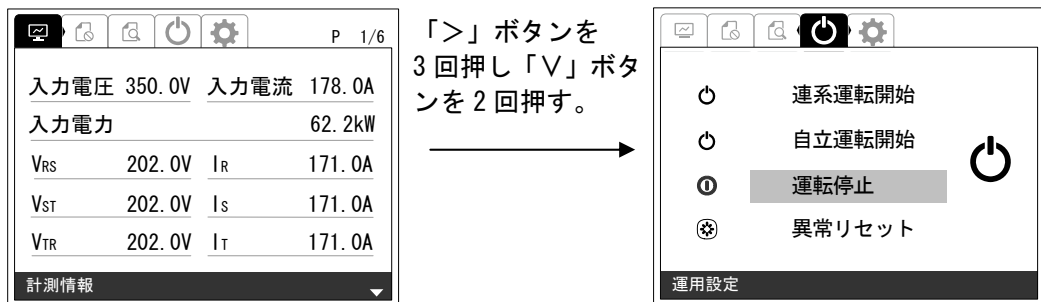 P 1/6
入力電圧 350.0V 入力電流 178.0A
入力電力 62.2kW
VRS 202.0V IR 171.0A
VST 202.0V IS 171.0A
VTR 202.0V IT 171.0A
計測情報
「＞」ボタンを
3回押し「∨」ボタ
ンを2回押す。
連系運転開始
自立運転開始
運転停止
異常リセット
運用設定